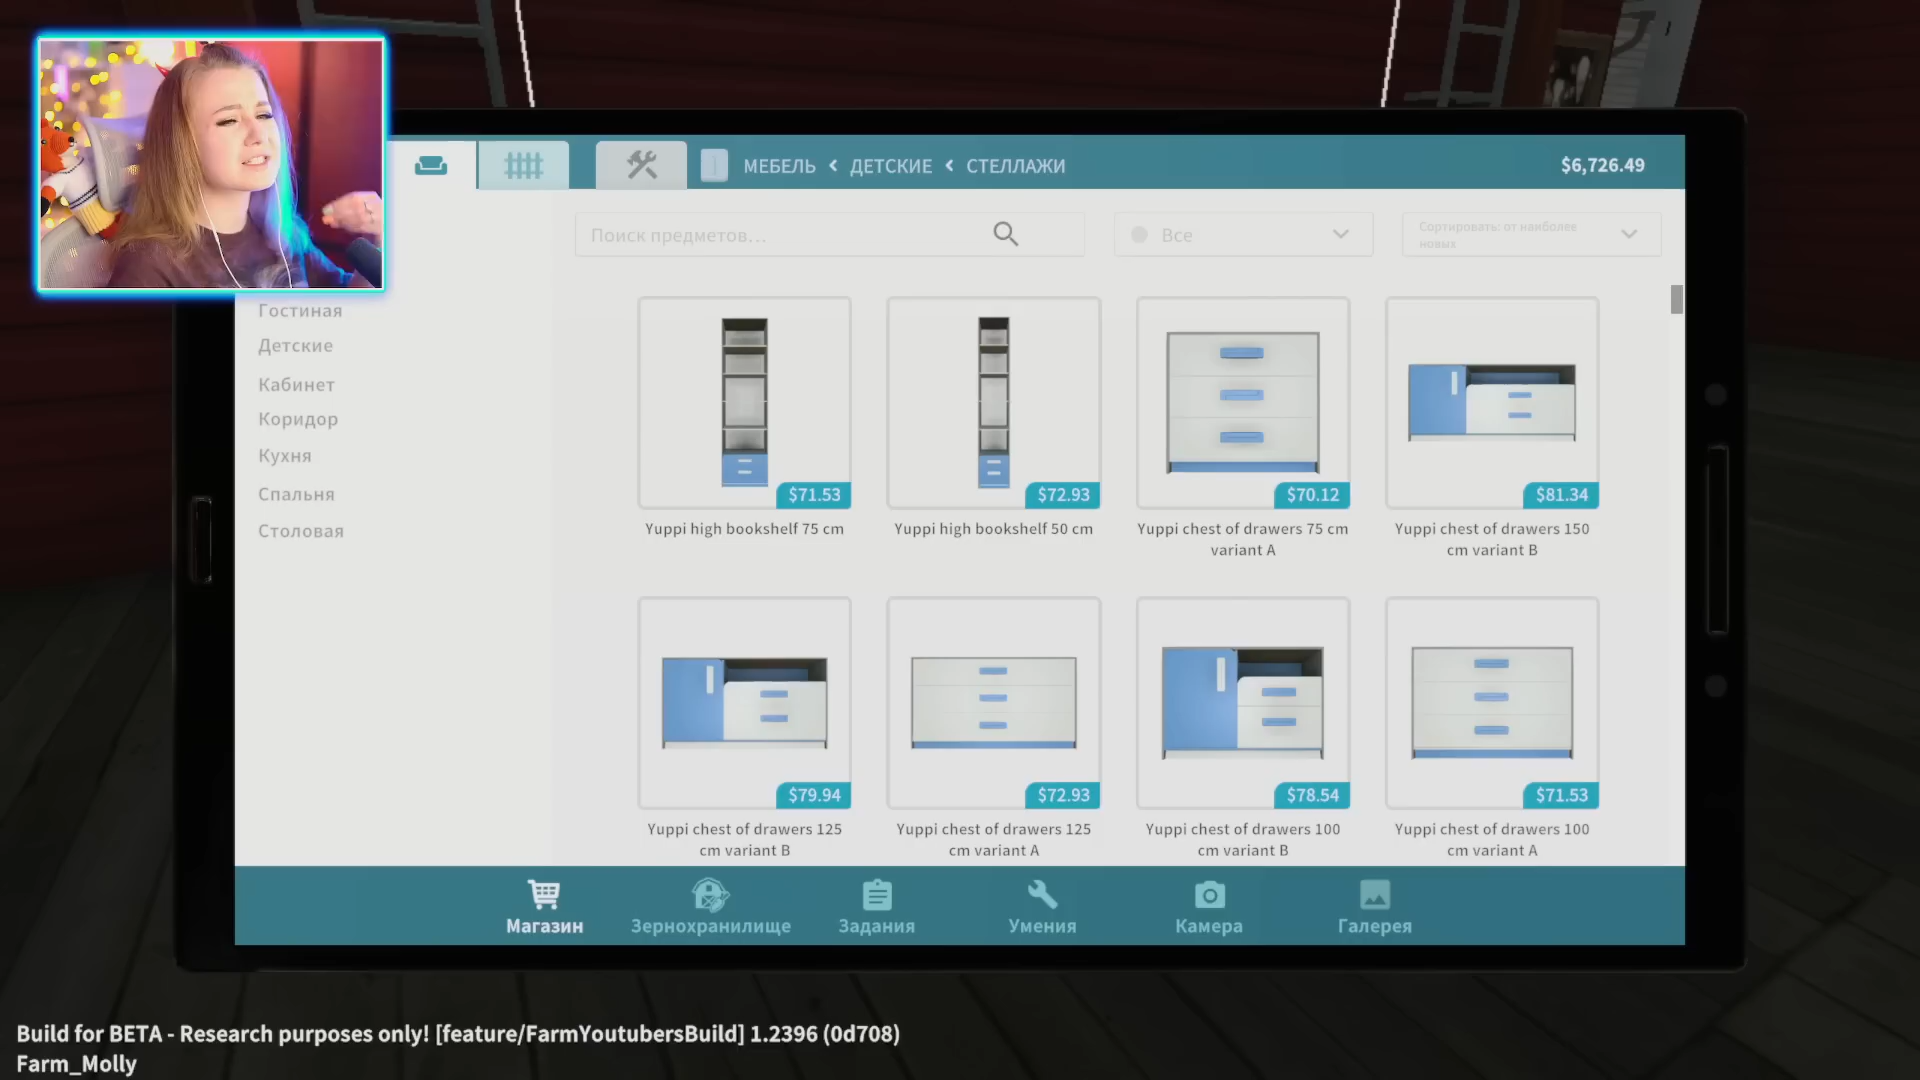 МЕБЕЛЬ < ДЕТСКИЕ < СТЕЛЛАЖИ
$6,726.49
Поиск предметов...
Все
Сортировать: от наиболее
новых
Гостиная
Детские
Кабинет
Коридор
Кухня
Спальня
Столовая
$71.53
$72.93
$70.12
$81.34
Yuppi high bookshelf 75 cm
Yuppi high bookshelf 50 cm
Yuppi chest of drawers 75 cm
variant A
Yuppi chest of drawers 150
cm variant B
$79.94
$72.93
$78.54
$71.53
Yuppi chest of drawers 125
cm variant B
Yuppi chest of drawers 125
cm variant A
Yuppi chest of drawers 100
cm variant B
Yuppi chest of drawers 100
cm variant A
Магазин
Зернохранилище
Задания
Умения
Камера
Галерея
Build for BETA - Research purposes only! [feature/FarmYoutubersBuild] 1.2396 (0d708)
Farm_Molly